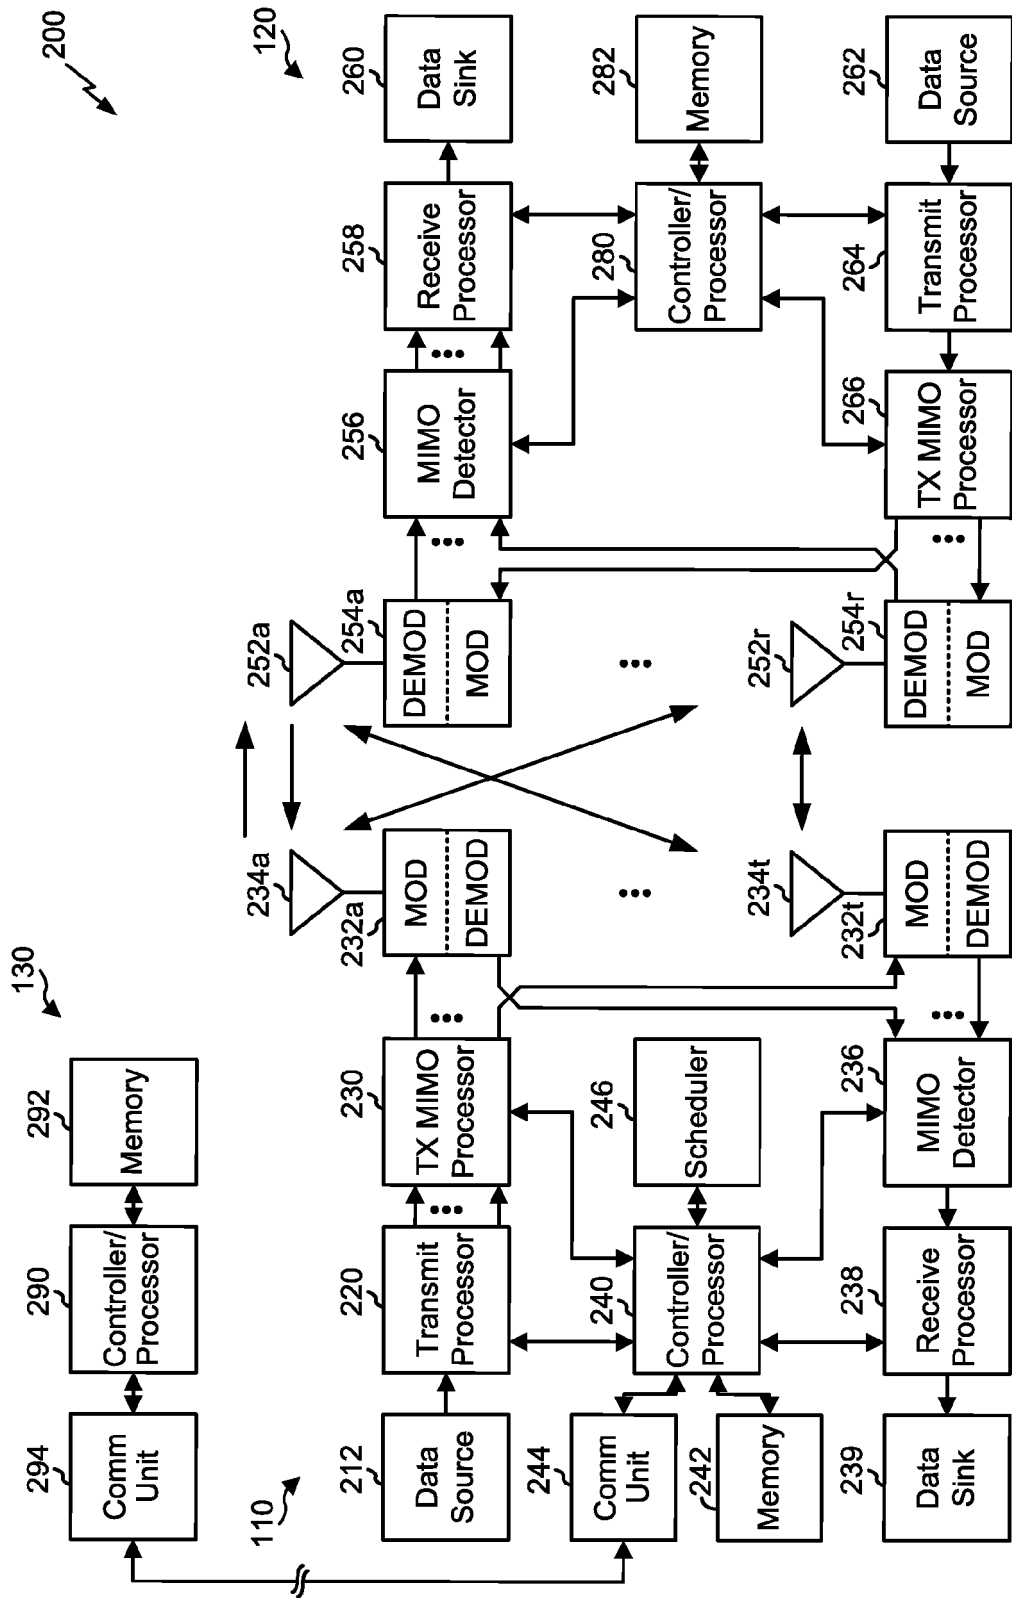 200
130
294
Comm
Unit
290
Controller/
Processor
292
Memory
110
120
212
Data
Source
220
Transmit
Processor
230
TX MIMO
Processor
232a
MOD
DEMOD
234a
252a
254a
DEMOD
MOD
256
MIMO
Detector
258
Receive
Processor
260
Data
Sink
244
Comm
Unit
242
Memory
240
Controller/
Processor
246
Scheduler
280
Controller/
Processor
282
Memory
239
Data
Sink
238
Receive
Processor
236
MIMO
Detector
232t
MOD
DEMOD
234t
252r
254r
DEMOD
MOD
266
TX MIMO
Processor
264
Transmit
Processor
262
Data
Source